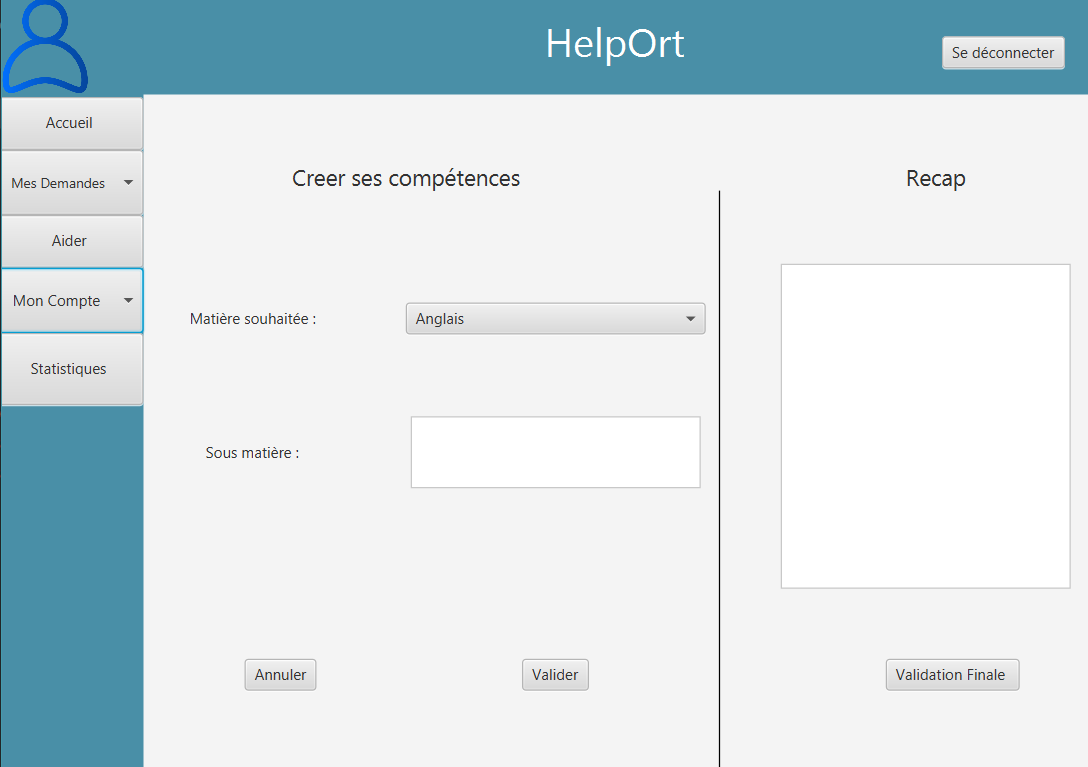 HelpOrt
Se déconnecter
Accueil
Mes Demandes
Aider
Mon Compte
Statistiques
Creer ses compétences
Matière souhaitée :
Anglais
Sous matière :
Annuler
Valider
Recap
Validation Finale